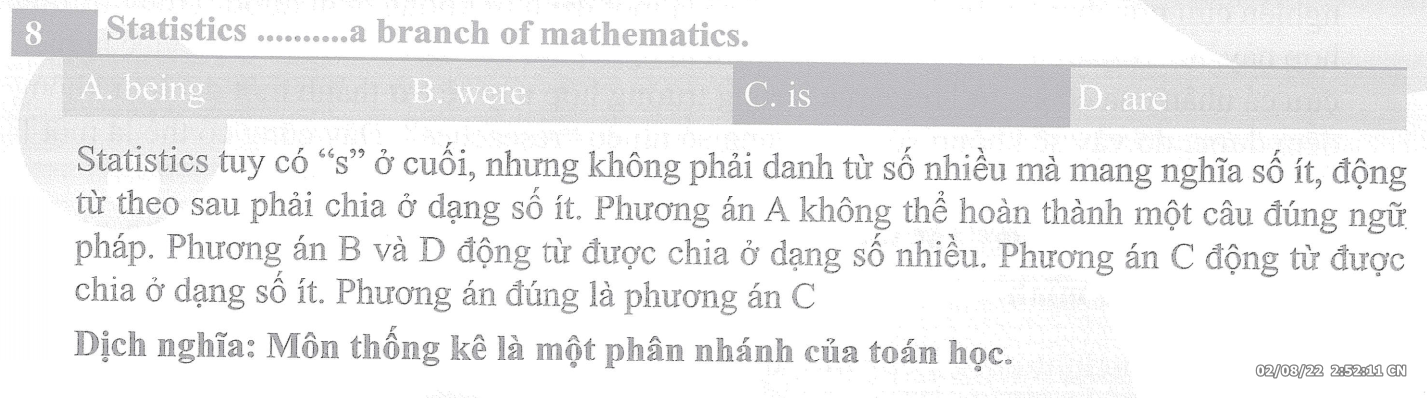 8 Statistics ..........a branch of mathematics.
A. being B. were C. is D. are
Statistics tuy có “s” ở cuối, nhưng không phải danh từ số nhiều mà mang nghĩa số ít, động
từ theo sau phải chia ở dạng số ít. Phương án A không thể hoàn thành một câu đúng ngữ
pháp. Phương án B và D động từ được chia ở dạng số nhiều. Phương án C động từ được
chia ở dạng số ít. Phương án đúng là phương án C
Dịch nghĩa: Môn thống kê là một phân nhánh của toán học.
02/08/22 2:52:11 CN